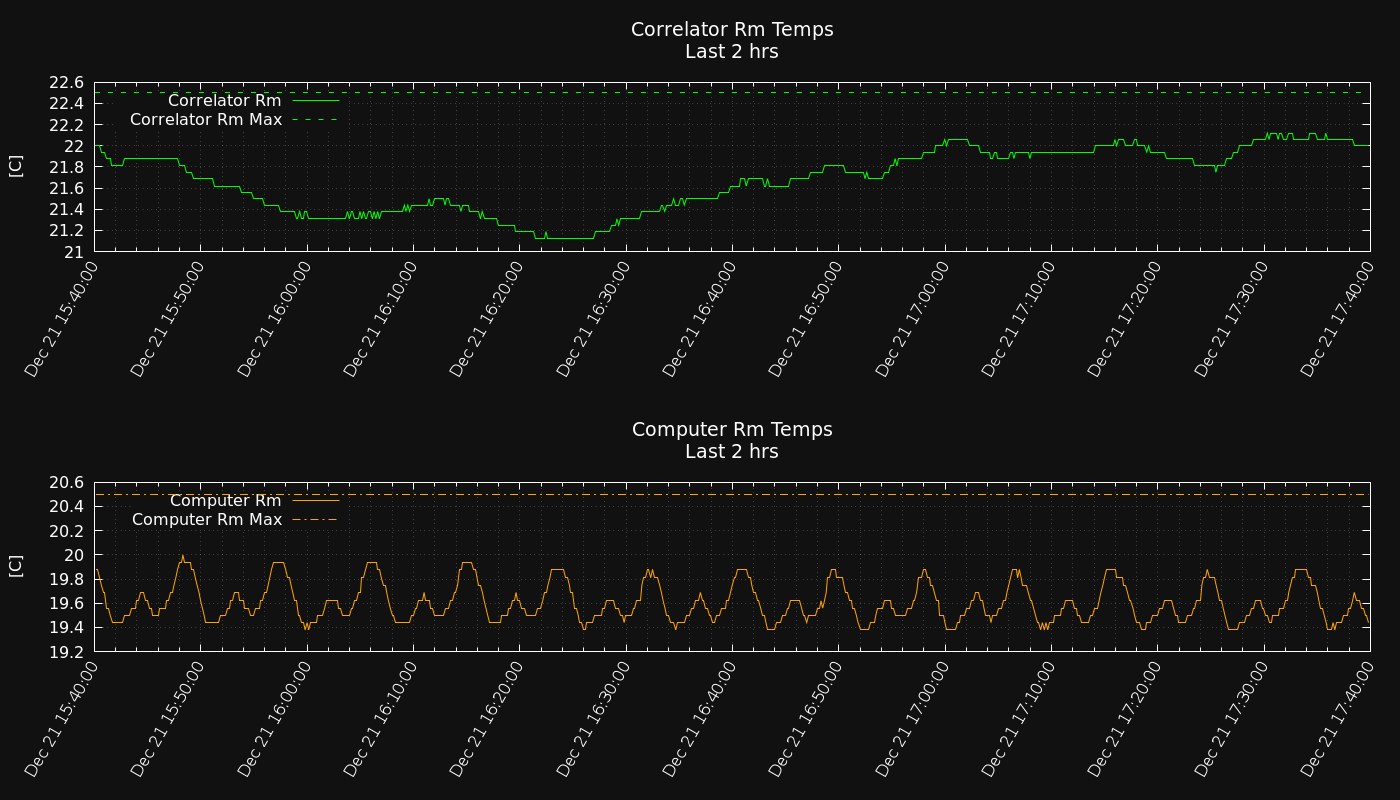 Correlator Rm Temps
Last 2 hrs
22.6
22.4
22.2
22
21.8
21.6
21.4
21.2
21
[C]
Correlator Rm
Correlator Rm Max
Dec 21 15:40:00
Dec 21 15:50:00
Dec 21 16:00:00
Dec 21 16:10:00
Dec 21 16:20:00
Dec 21 16:30:00
Dec 21 16:40:00
Dec 21 16:50:00
Dec 21 17:00:00
Dec 21 17:10:00
Dec 21 17:20:00
Dec 21 17:30:00
Dec 21 17:40:00
Computer Rm Temps
Last 2 hrs
20.6
20.4
20.2
20
19.8
19.6
19.4
19.2
[C]
Computer Rm
Computer Rm Max
Dec 21 15:40:00
Dec 21 15:50:00
Dec 21 16:00:00
Dec 21 16:10:00
Dec 21 16:20:00
Dec 21 16:30:00
Dec 21 16:40:00
Dec 21 16:50:00
Dec 21 17:00:00
Dec 21 17:10:00
Dec 21 17:20:00
Dec 21 17:30:00
Dec 21 17:40:00